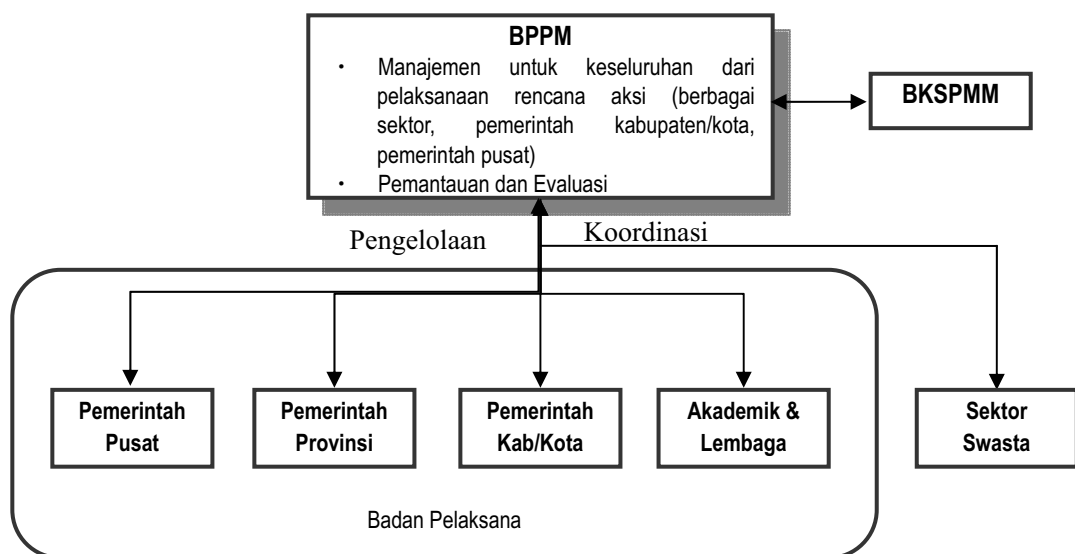 BPPM
· Manajemen untuk keseluruhan dari
pelaksanaan rencana aksi (berbagai
sektor, pemerintah kabupaten/kota,
pemerintah pusat)
· Pemantauan dan Evaluasi
BKSPMM
Pengelolaan
Koordinasi
Pemerintah
Pusat
Pemerintah
Provinsi
Pemerintah
Kab/Kota
Akademik &
Lembaga
Sektor
Swasta
Badan Pelaksana